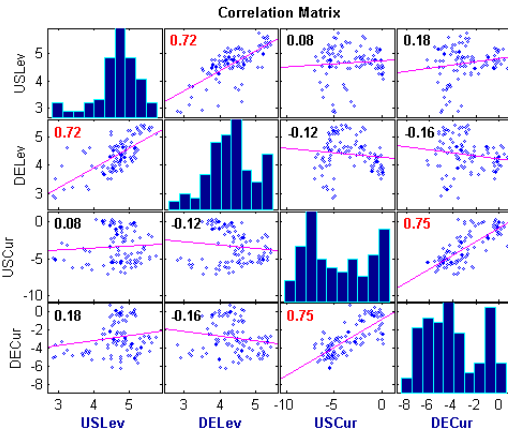 Correlation Matrix
USLev
5
4
3
0.72
0.08
0.18
DELev
5
4
3
0.72
-0.12
-0.16
USCur
0
-5
-10
0.08
-0.12
0.75
DECur
0
-2
-4
-6
-8
0.18
-0.16
0.75
3 4 5
3 4 5
-10 -5 0
-8 -6 -4 -2 0
USLev DELev USCur DECur